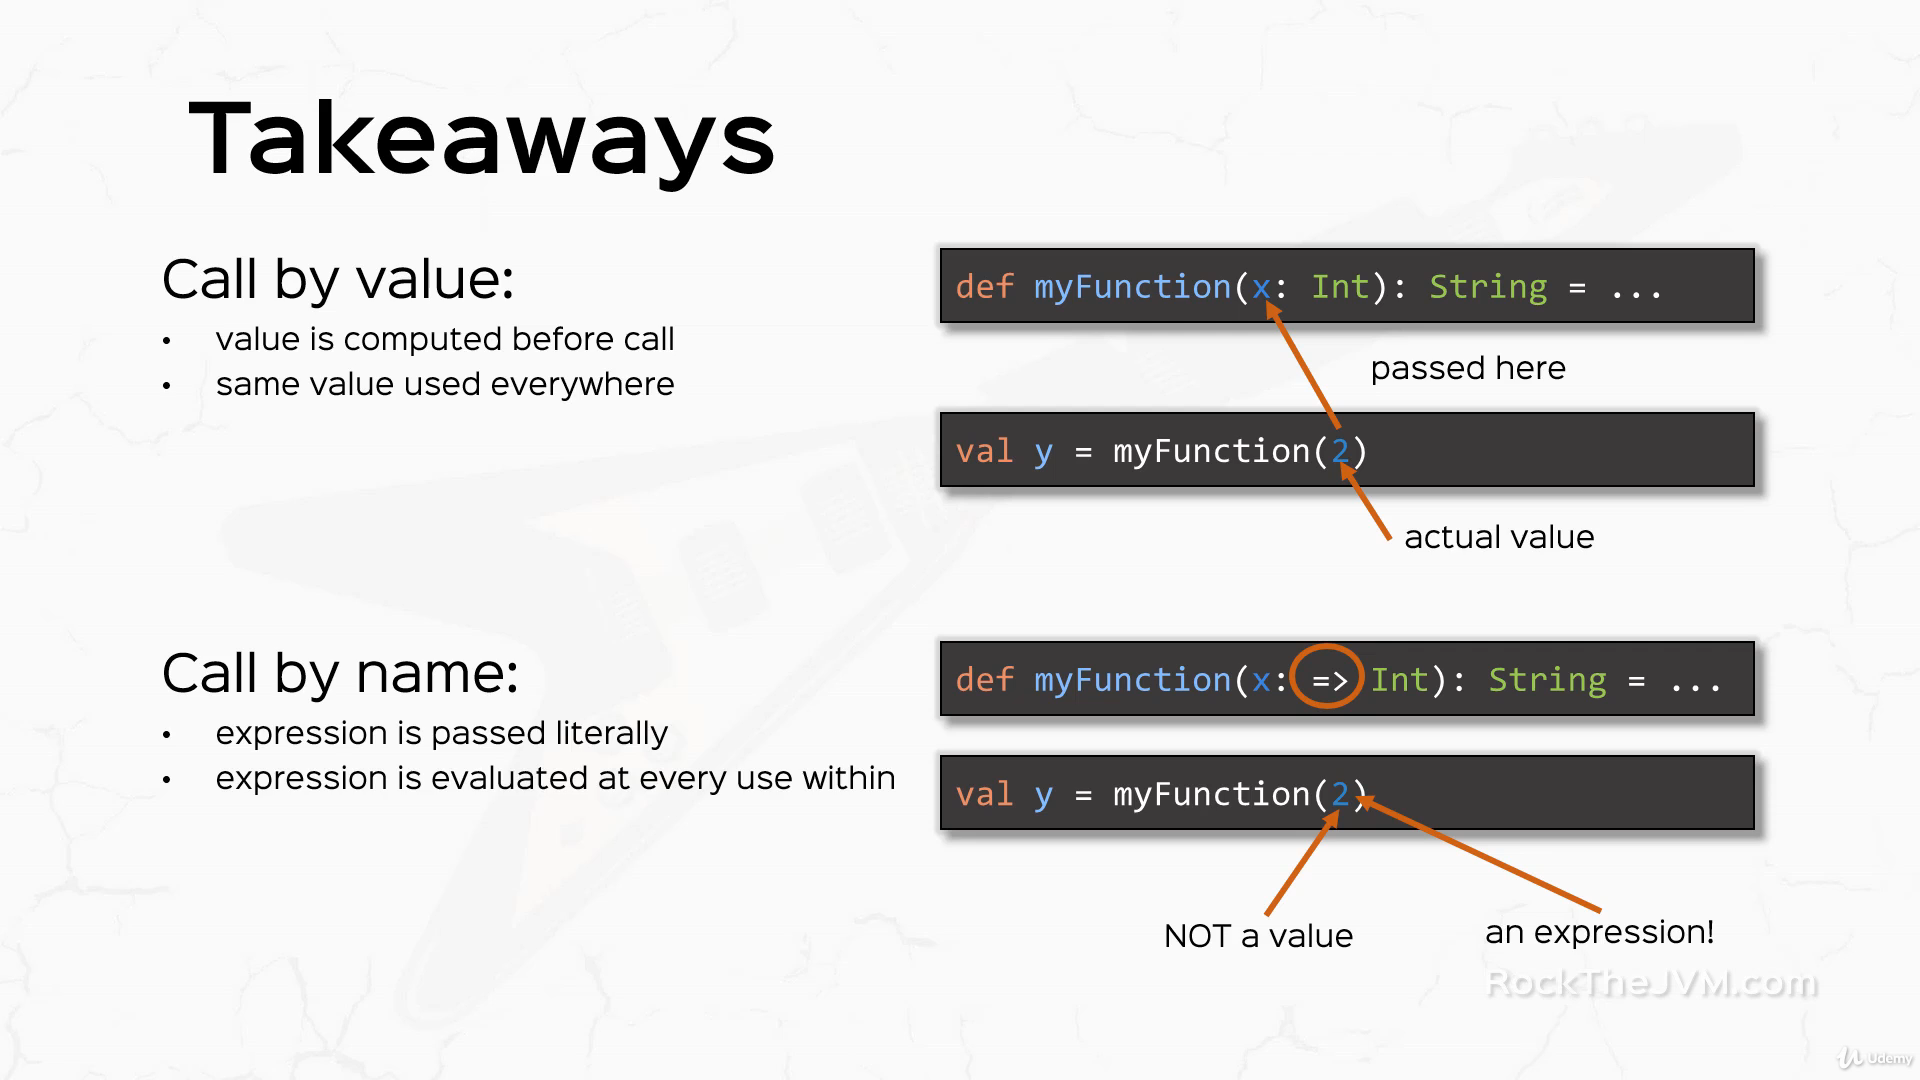 Takeaways
Call by value:
• value is computed before call
• same value used everywhere
def myFunction(x: Int): String = ...
passed here
val y = myFunction(2)
actual value
Call by name:
• expression is passed literally
• expression is evaluated at every use within
def myFunction(x: => Int): String = ...
val y = myFunction(2)
NOT a value
an expression!
RockTheJVM.com
Udemy